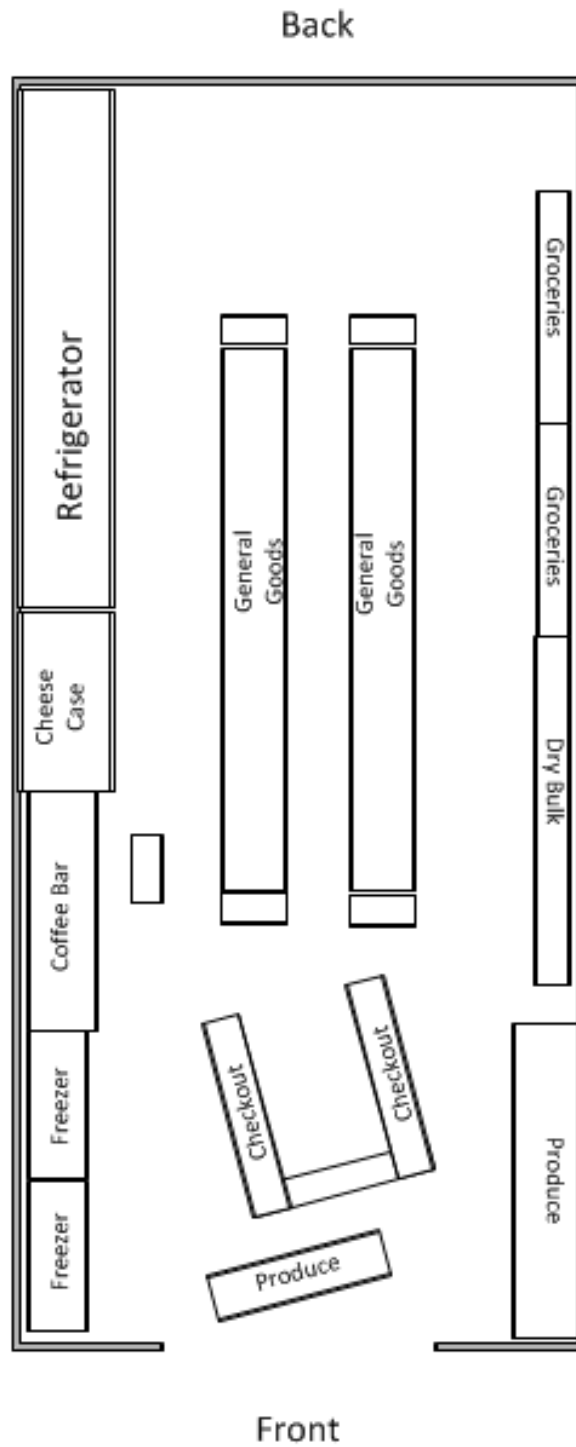 Back
Groceries
Refrigerator
General
Goods
General
Goods
Groceries
Cheese
Case
Dry Bulk
Coffee Bar
Checkout
Checkout
Freezer
Produce
Freezer
Produce
Front